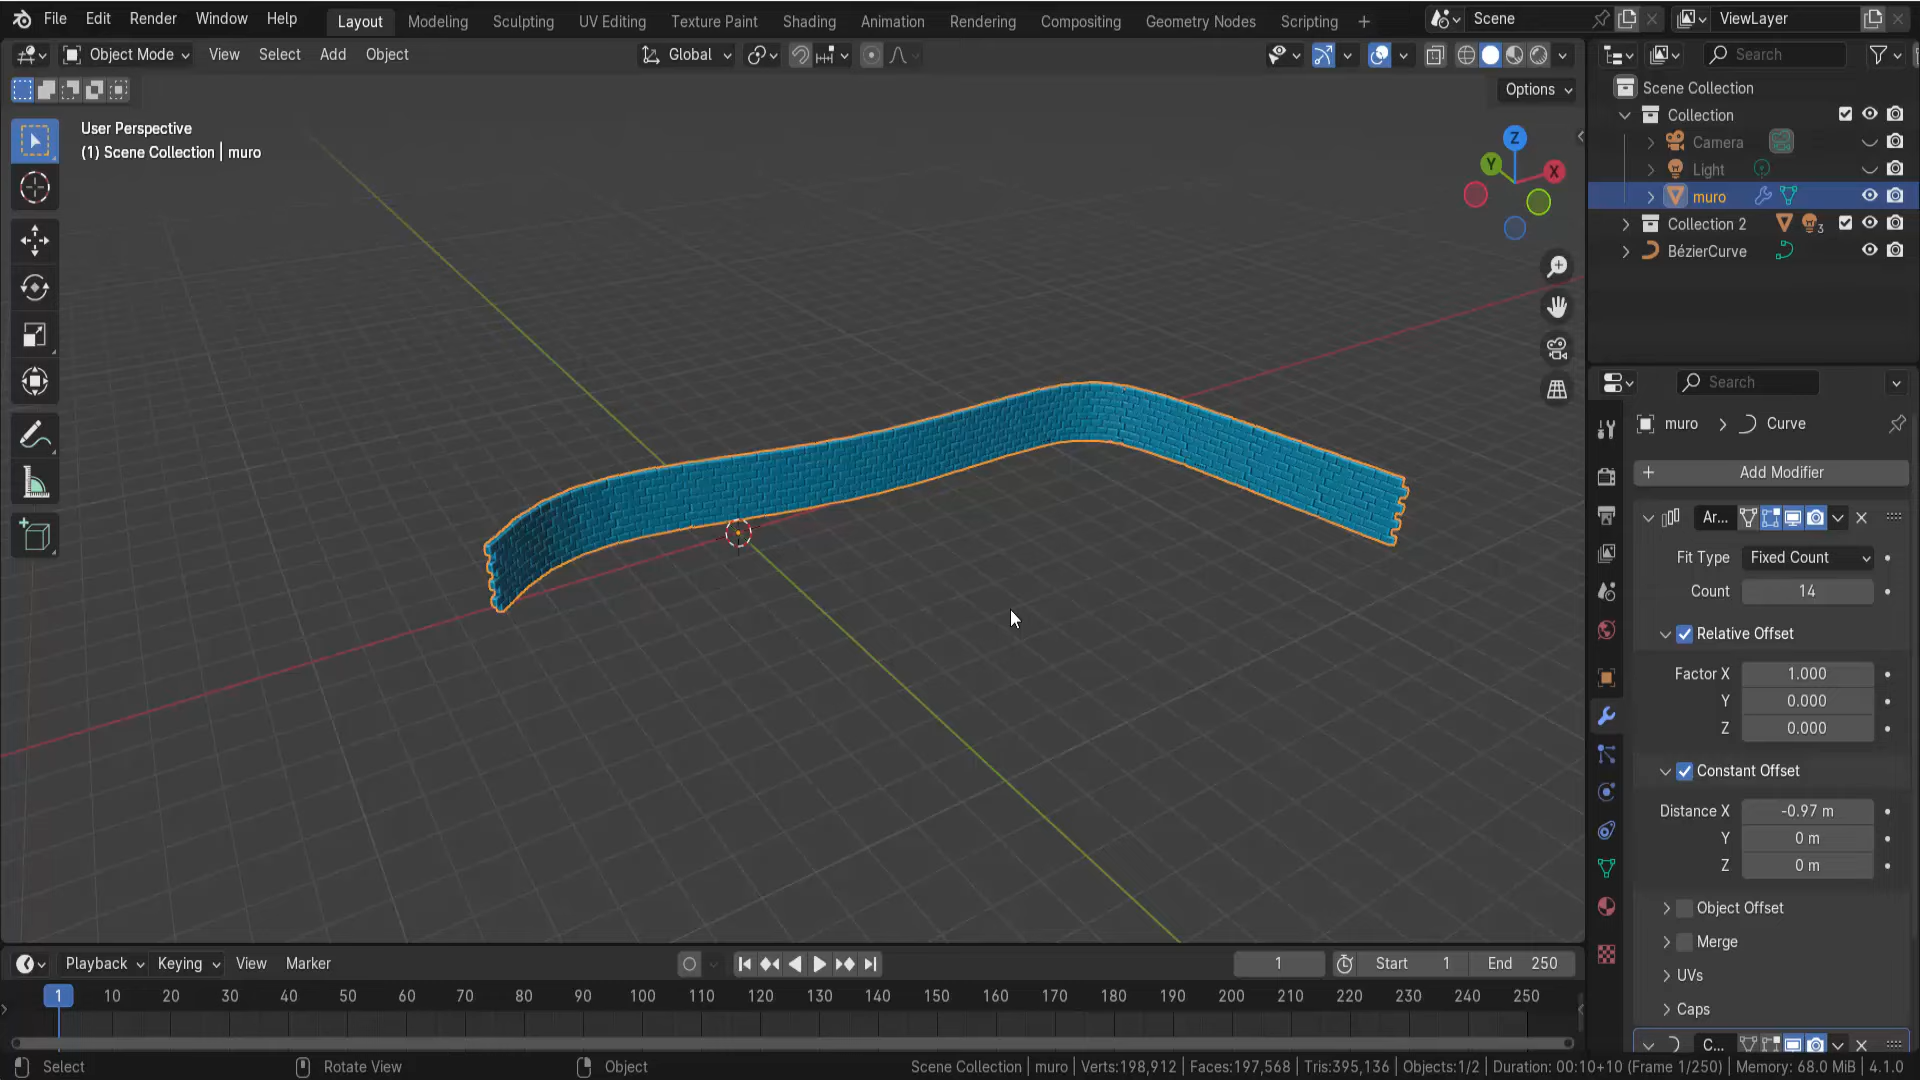 File Edit Render Window Help Layout Modeling Sculpting UV Editing Texture Paint Shading Animation Rendering Compositing Geometry Nodes Scripting + Scene ViewLayer
Object Mode View Select Add Object Global Search
Options
User Perspective
(1) Scene Collection | muro
Z
Y
X
Scene Collection
Collection
Camera
Light
muro
Collection 2 3
BézierCurve
Search
muro > Curve
+ Add Modifier
Ar...
Fit Type Fixed Count
Count 14
Relative Offset
Factor X 1.000
Y 0.000
Z 0.000
Constant Offset
Distance X -0.97 m
Y 0 m
Z 0 m
Object Offset
Merge
UVs
Caps
C...
Playback Keying View Marker 1 Start 1 End 250
1 10 20 30 40 50 60 70 80 90 100 110 120 130 140 150 160 170 180 190 200 210 220 230 240 250
Select Rotate View Object Scene Collection | muro | Verts:198,912 | Faces:197,568 | Tris:395,136 | Objects:1/2 | Duration: 00:10+10 (Frame 1/250) | Memory: 68.0 MiB | 4.1.0